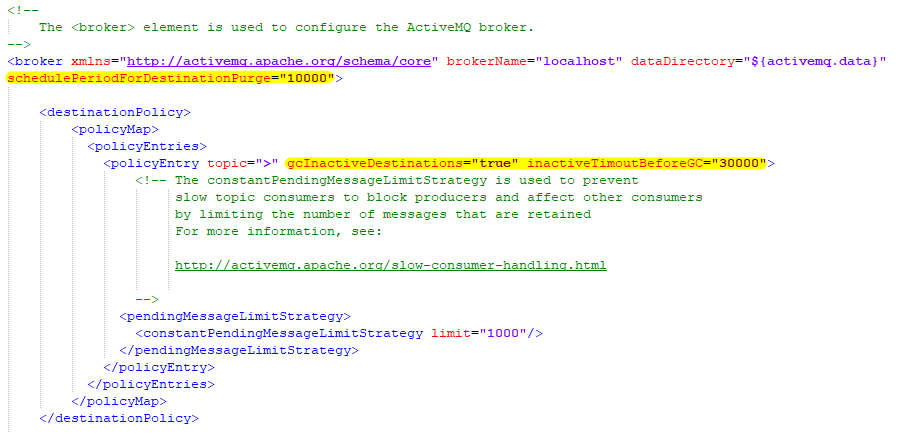 <!--
The <broker> element is used to configure the ActiveMQ broker.
-->
<broker xmlns="http://activemq.apache.org/schema/core" brokerName="localhost" dataDirectory="${activemq.data}"
schedulePeriodForDestinationPurge="10000">
<destinationPolicy>
<policyMap>
<policyEntries>
<policyEntry topic=">" gcInactiveDestinations="true" inactiveTimoutBeforeGC="30000">
<!-- The constantPendingMessageLimitStrategy is used to prevent
slow topic consumers to block producers and affect other consumers
by limiting the number of messages that are retained
For more information, see:
http://activemq.apache.org/slow-consumer-handling.html
-->
<pendingMessageLimitStrategy>
<constantPendingMessageLimitStrategy limit="1000"/>
</pendingMessageLimitStrategy>
</policyEntry>
</policyEntries>
</policyMap>
</destinationPolicy>